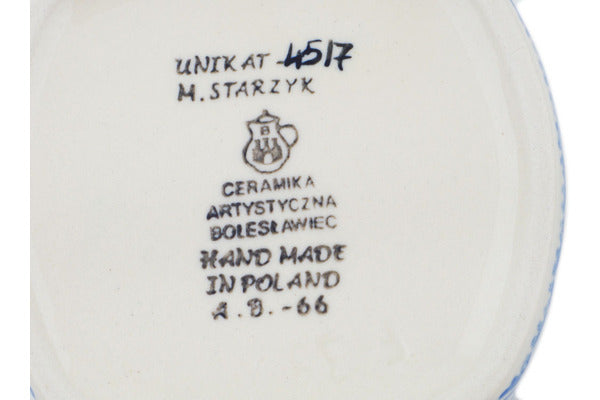 UNIKAT 4517
M. STARZYK
B
CERAMIKA
ARTYSTYCZNA
BOLESŁAWIEC
HAND MADE
IN POLAND
A.B.-66